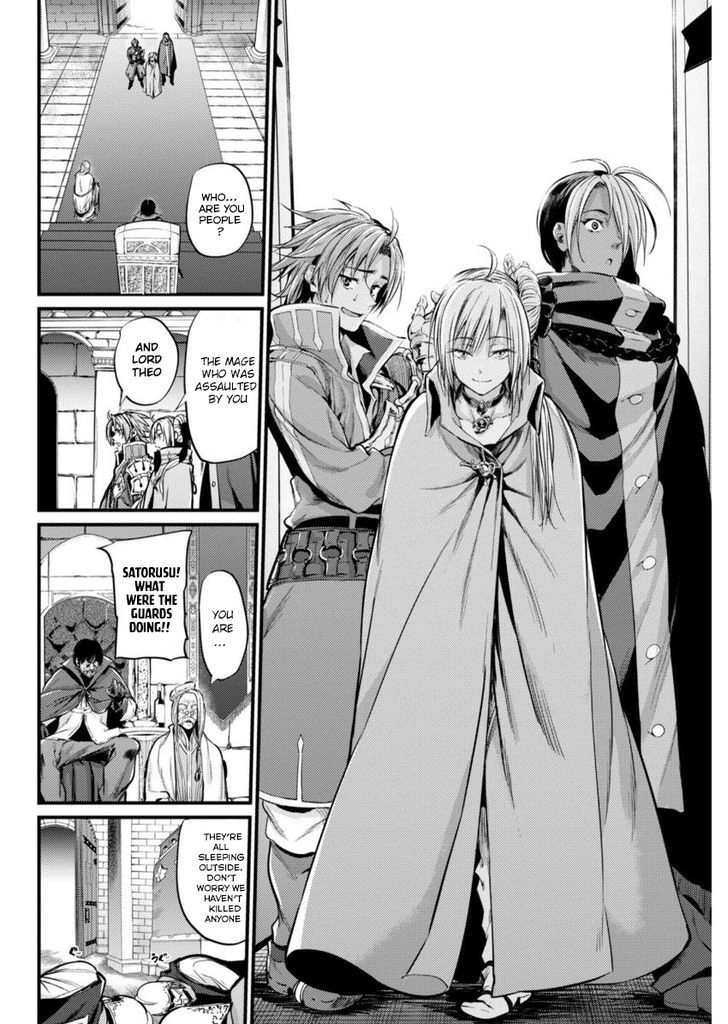 WHO...
ARE YOU
PEOPLE
?
THE MAGE
WHO WAS
ASSAULTED
BY YOU
AND
LORD
THEO
YOU
ARE
...
SATORUSU!
WHAT
WERE THE
GUARDS
DOING!!
THEY'RE
ALL
SLEEPING
OUTSIDE.
DON'T
WORRY WE
HAVEN'T
KILLED
ANYONE